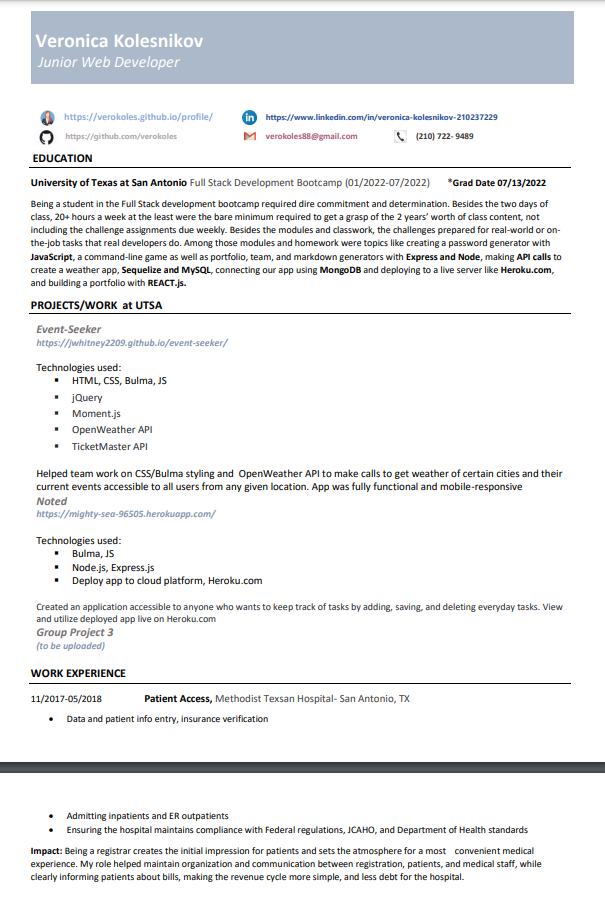 Veronica Kolesnikov
Junior Web Developer
https://verokoles.github.io/profile/ https://www.linkedin.com/in/veronica-kolesnikov-210237229
https://github.com/verokoles verokoles88@gmail.com (210) 722- 9489
EDUCATION
University of Texas at San Antonio Full Stack Development Bootcamp (01/2022-07/2022) *Grad Date 07/13/2022
Being a student in the Full Stack development bootcamp required dire commitment and determination. Besides the two days of
class, 20+ hours a week at the least were the bare minimum required to get a grasp of the 2 years' worth of class content, not
including the challenge assignments due weekly. Besides the modules and classwork, the challenges prepared for real-world or on-
the-job tasks that real developers do. Among those modules and homework were topics like creating a password generator with
JavaScript, a command-line game as well as portfolio, team, and markdown generators with Express and Node, making API calls to
create a weather app, Sequelize and MySQL, connecting our app using MongoDB and deploying to a live server like Heroku.com,
and building a portfolio with REACT.js.
PROJECTS/WORK at UTSA
Event-Seeker
https://jwhitney2209.github.io/event-seeker/
Technologies used:
▪ HTML, CSS, Bulma, JS
▪ jQuery
▪ Moment.js
▪ OpenWeather API
▪ TicketMaster API
Helped team work on CSS/Bulma styling and OpenWeather API to make calls to get weather of certain cities and their
current events accessible to all users from any given location. App was fully functional and mobile-responsive
Noted
https://mighty-sea-96505.herokuapp.com/
Technologies used:
▪ Bulma, JS
▪ Node.js, Express.js
▪ Deploy app to cloud platform, Heroku.com
Created an application accessible to anyone who wants to keep track of tasks by adding, saving, and deleting everyday tasks. View
and utilize deployed app live on Heroku.com
Group Project 3
(to be uploaded)
WORK EXPERIENCE
11/2017-05/2018 Patient Access, Methodist Texsan Hospital- San Antonio, TX
• Data and patient info entry, insurance verification
• Admitting inpatients and ER outpatients
• Ensuring the hospital maintains compliance with Federal regulations, JCAHO, and Department of Health standards
Impact: Being a registrar creates the initial impression for patients and sets the atmosphere for a most convenient medical
experience. My role helped maintain organization and communication between registration, patients, and medical staff, while
clearly informing patients about bills, making the revenue cycle more simple, and less debt for the hospital.